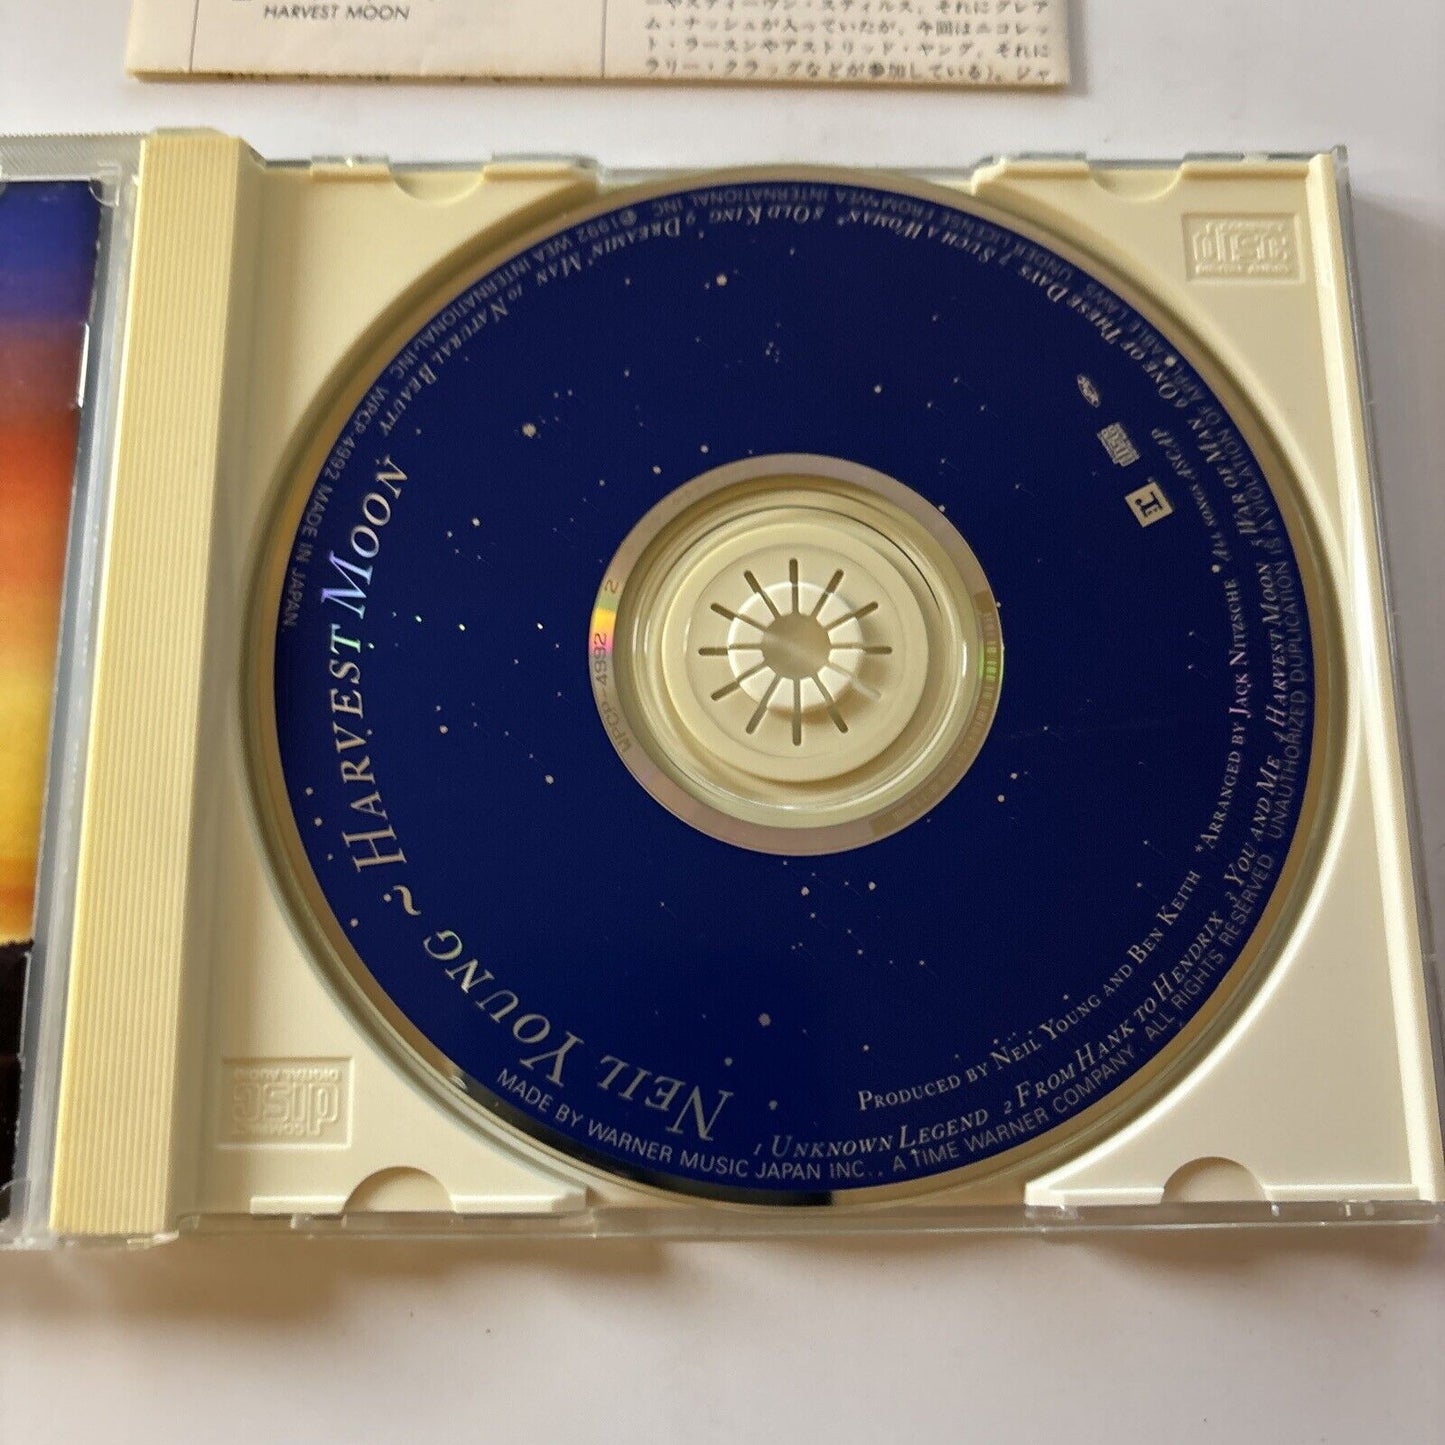 HARVEST MOON
ーやスティーヴン・スティルス、それにグレア
ム・ナッシュが入っていたが、今回はニコレッ
ト・ラースンやアストリッド・ヤング、それに
ラリー・クラッグなどが参加している)。ジャ
NEIL YOUNG ~ HARVEST MOON
1 UNKNOWN LEGEND 2 FROM HANK TO HENDRIX 3 YOU AND ME 4 HARVEST MOON 5 WAR OF MAN 6 ONE OF THESE DAYS 7 SUCH A WOMAN* 8 OLD KING 9 DREAMIN' MAN 10 NATURAL BEAUTY
PRODUCED BY NEIL YOUNG AND BEN KEITH *ARRANGED BY JACK NITZSCHE • ALL SONGS ASCAP
MADE BY WARNER MUSIC JAPAN INC., A TIME WARNER COMPANY. ALL RIGHTS RESERVED. UNAUTHORIZED DUPLICATION IS A VIOLATION OF APPLICABLE LAWS. UNDER LICENSE FROM WEA INTERNATIONAL INC. ℗1992 WEA INTERNATIONAL INC. WPCP-4992 MADE IN JAPAN.
disc
WPCP-4992 2
COMPACT
disc
DIGITAL AUDIO
disc
DIGITAL AUDIO